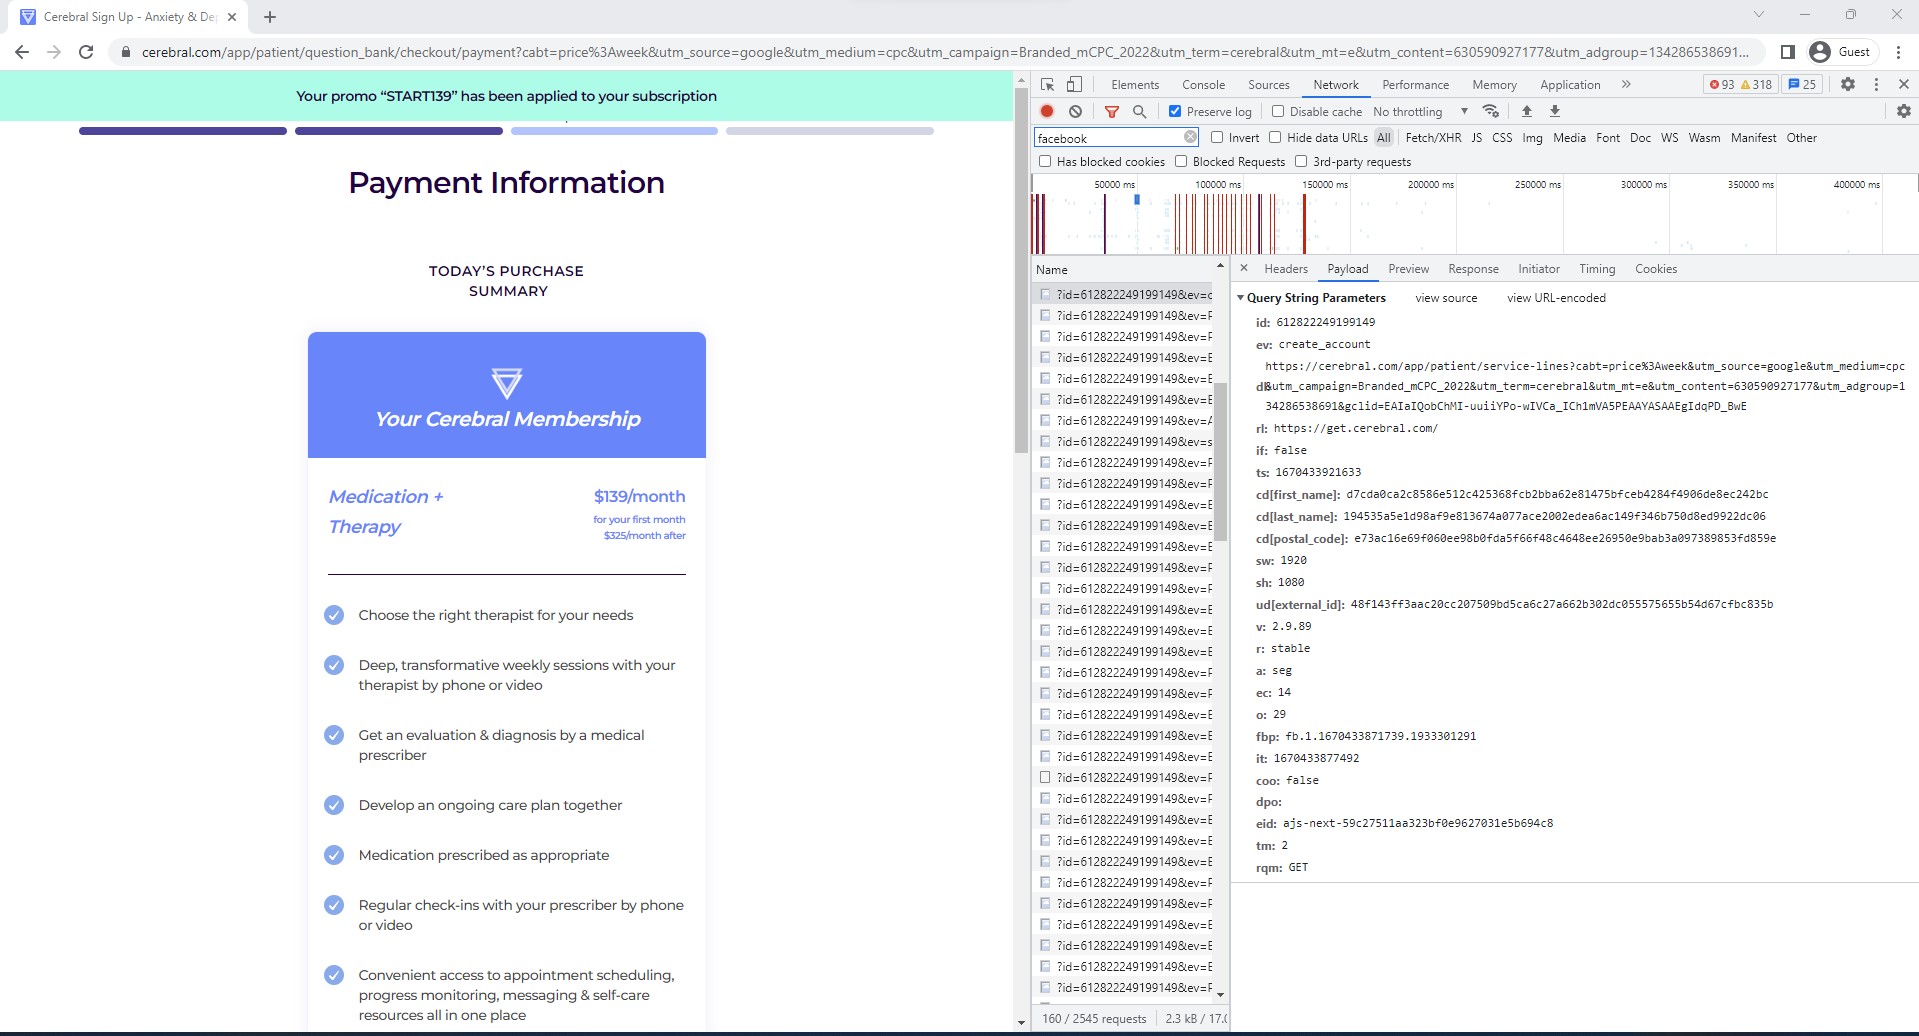 Cerebral Sign Up - Anxiety & De
cerebral.com/app/patient/question_bank/checkout/payment?cabt=price%3Aweek&utm_source=google&utm_medium=cpc&utm_campaign=Branded_mCPC_2022&utm_term=cerebral&utm_mt=e&utm_content=630590927177&utm_adgroup=134286538691...
Guest
Your promo “START139” has been applied to your subscription
Payment Information
TODAY’S PURCHASE
SUMMARY
Your Cerebral Membership
Medication +
Therapy
$139/month
for your first month
$325/month after
Choose the right therapist for your needs
Deep, transformative weekly sessions with your
therapist by phone or video
Get an evaluation & diagnosis by a medical
prescriber
Develop an ongoing care plan together
Medication prescribed as appropriate
Regular check-ins with your prescriber by phone
or video
Convenient access to appointment scheduling,
progress monitoring, messaging & self-care
resources all in one place
Elements Console Sources Network Performance Memory Application 93 318 25
Preserve log Disable cache No throttling
facebook Invert Hide data URLs All Fetch/XHR JS CSS Img Media Font Doc WS Wasm Manifest Other
Has blocked cookies Blocked Requests 3rd-party requests
50000 ms 100000 ms 150000 ms 200000 ms 250000 ms 300000 ms 350000 ms 400000 ms
Name
?id=612822249199149&ev=c
?id=612822249199149&ev=F
?id=612822249199149&ev=F
?id=612822249199149&ev=E
?id=612822249199149&ev=E
?id=612822249199149&ev=E
?id=612822249199149&ev=A
?id=612822249199149&ev=s
?id=612822249199149&ev=F
?id=612822249199149&ev=F
?id=612822249199149&ev=E
?id=612822249199149&ev=E
?id=612822249199149&ev=E
?id=612822249199149&ev=F
?id=612822249199149&ev=F
?id=612822249199149&ev=E
?id=612822249199149&ev=E
?id=612822249199149&ev=E
?id=612822249199149&ev=F
?id=612822249199149&ev=F
?id=612822249199149&ev=E
?id=612822249199149&ev=E
?id=612822249199149&ev=E
?id=612822249199149&ev=F
?id=612822249199149&ev=F
?id=612822249199149&ev=E
?id=612822249199149&ev=E
?id=612822249199149&ev=E
?id=612822249199149&ev=F
?id=612822249199149&ev=F
?id=612822249199149&ev=E
?id=612822249199149&ev=E
?id=612822249199149&ev=E
?id=612822249199149&ev=F
160 / 2545 requests 2.3 kB / 17.0
Headers Payload Preview Response Initiator Timing Cookies
Query String Parameters view source view URL-encoded
id: 612822249199149
ev: create_account
https://cerebral.com/app/patient/service-lines?cabt=price%3Aweek&utm_source=google&utm_medium=cpc
dl: &utm_campaign=Branded_mCPC_2022&utm_term=cerebral&utm_mt=e&utm_content=630590927177&utm_adgroup=1
34286538691&gclid=EAIaIQobChMI-uuiiYPo-wIVCa_ICh1mVA5PEAAYASAAEgIdqPD_BwE
rl: https://get.cerebral.com/
if: false
ts: 1670433921633
cd[first_name]: d7cda0ca2c8586e512c425368fcb2bba62e81475bfceb4284f4906de8ec242bc
cd[last_name]: 194535a5e1d98af9e813674a077ace2002edea6ac149f346b750d8ed9922dc06
cd[postal_code]: e73ac16e69f060ee98b0fda5f66f48c4648ee26950e9bab3a097389853fd859e
sw: 1920
sh: 1080
ud[external_id]: 48f143ff3aac20cc207509bd5ca6c27a662b302dc055575655b54d67cfbc835b
v: 2.9.89
r: stable
a: seg
ec: 14
o: 29
fbp: fb.1.1670433871739.1933301291
it: 1670433877492
coo: false
dpo:
eid: ajs-next-59c27511aa323bf0e9627031e5b694c8
tm: 2
rqm: GET